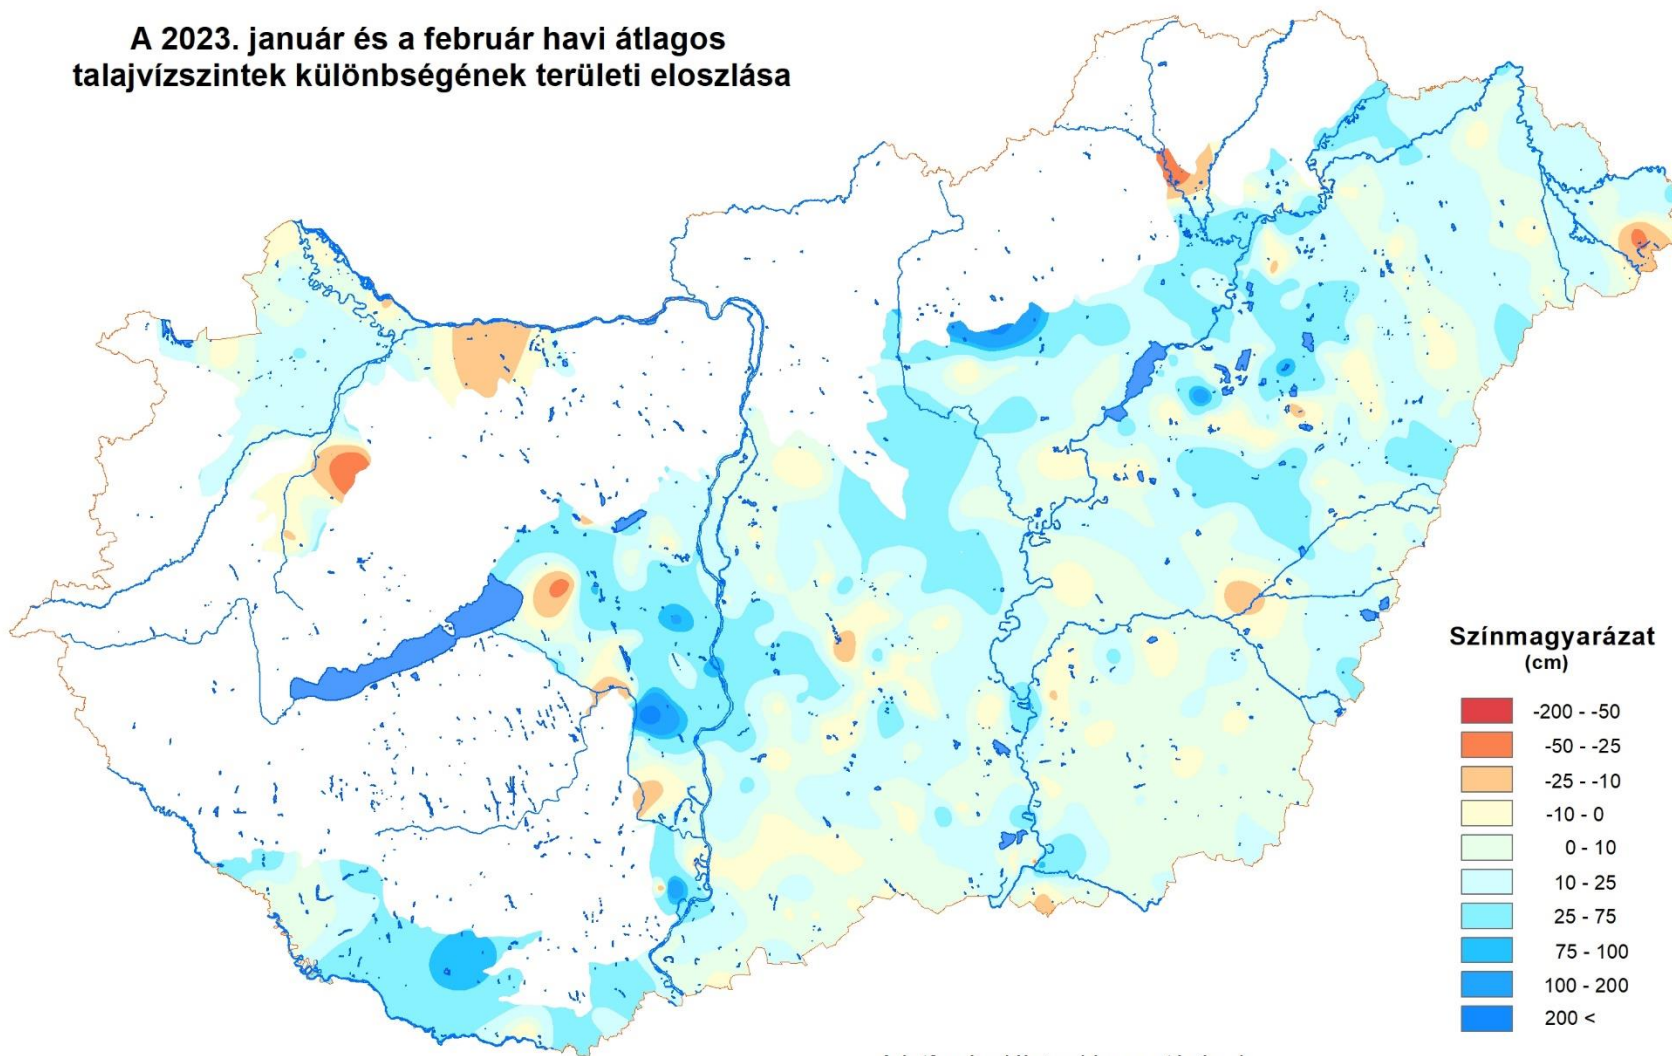 A 2023. január és a február havi átlagos
talajvízszintek különbségének területi eloszlása
Színmagyarázat
(cm)
-200 - -50
-50 - -25
-25 - -10
-10 - 0
0 - 10
10 - 25
25 - 75
75 - 100
100 - 200
200 <